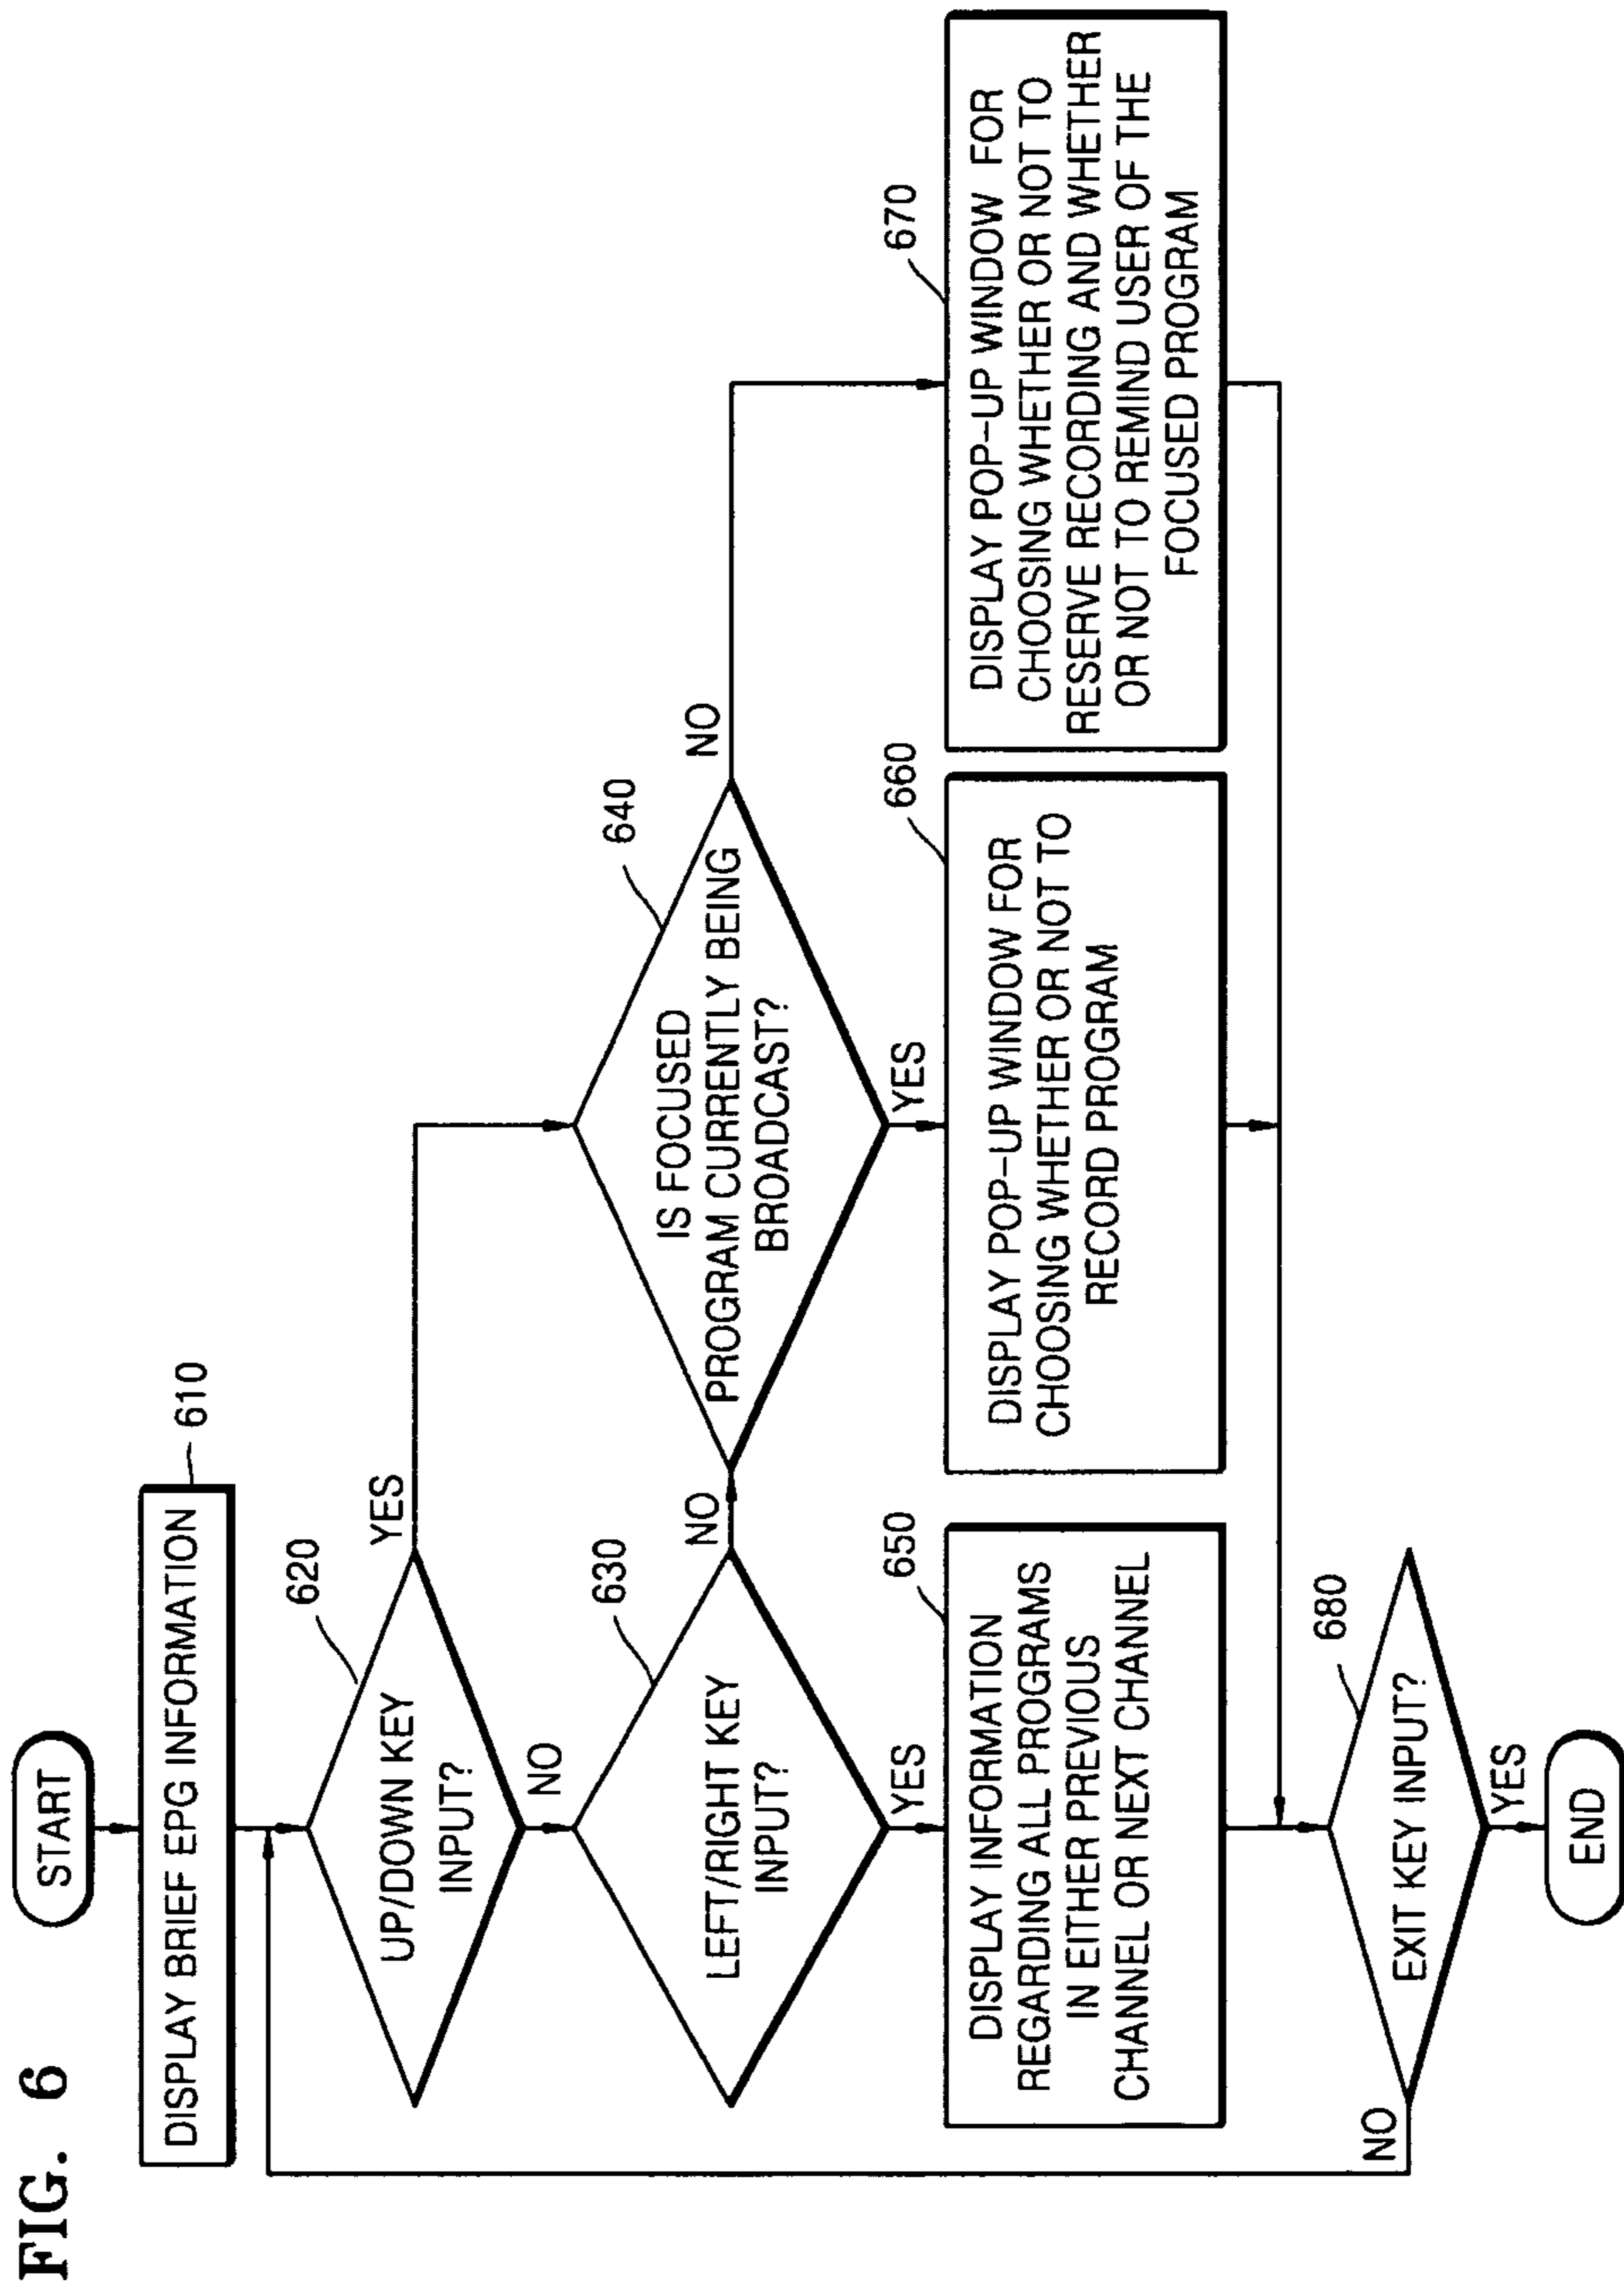 FIG. 6
START
DISPLAY BRIEF EPG INFORMATION
610
UP/DOWN KEY
INPUT?
620
YES
NO
LEFT/RIGHT KEY
INPUT?
630
NO
YES
IS FOCUSED
PROGRAM CURRENTLY BEING
BROADCAST?
640
NO
YES
DISPLAY INFORMATION
REGARDING ALL PROGRAMS
IN EITHER PREVIOUS
CHANNEL OR NEXT CHANNEL
650
DISPLAY POP-UP WINDOW FOR
CHOOSING WHETHER OR NOT TO
RECORD PROGRAM
660
DISPLAY POP-UP WINDOW FOR
CHOOSING WHETHER OR NOT TO
RESERVE RECORDING AND WHETHER
OR NOT TO REMIND USER OF THE
FOCUSED PROGRAM
670
EXIT KEY INPUT?
680
NO
YES
END